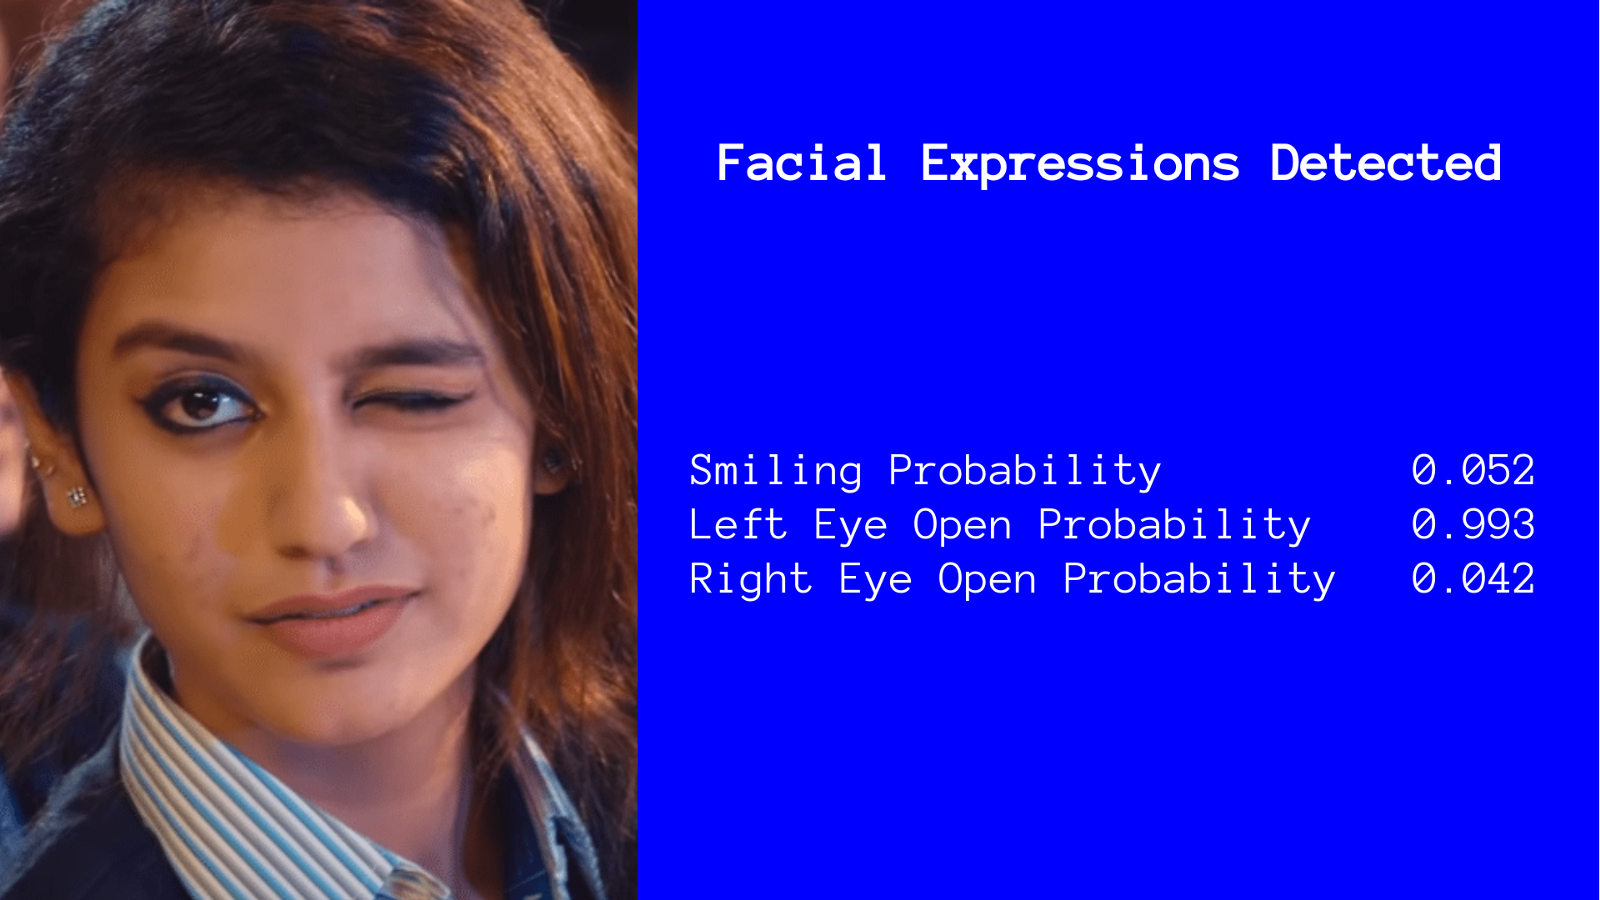 Facial Expressions Detected
Smiling Probability 0.052
Left Eye Open Probability 0.993
Right Eye Open Probability 0.042